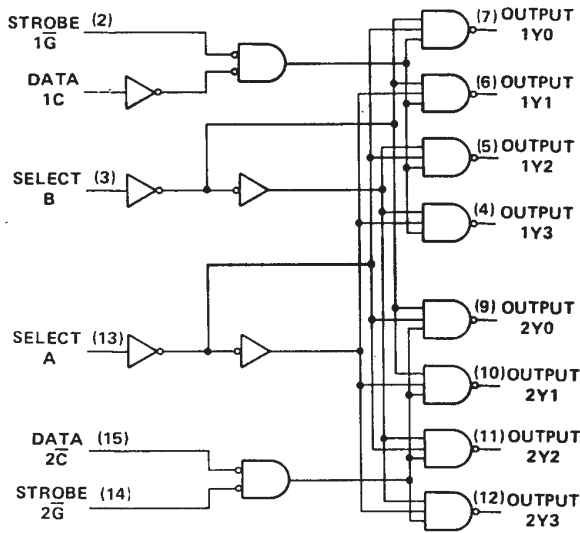 STROBE (2)
1G̅
DATA
1C
SELECT (3)
B
SELECT (13)
A
DATA (15)
2C̅
STROBE (14)
2G̅
(7) OUTPUT
1Y0
(6) OUTPUT
1Y1
(5) OUTPUT
1Y2
(4) OUTPUT
1Y3
(9) OUTPUT
2Y0
(10) OUTPUT
2Y1
(11) OUTPUT
2Y2
(12) OUTPUT
2Y3